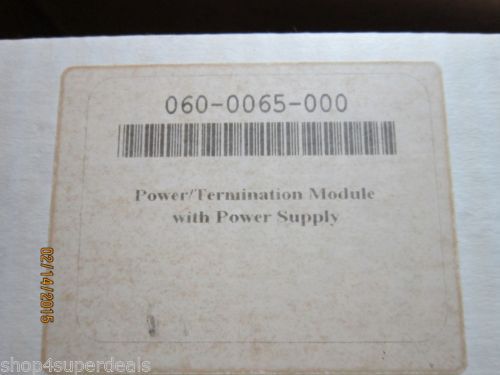 060-0065-000
Power/Termination Module
with Power Supply
02/14/2015
shop4superdeals